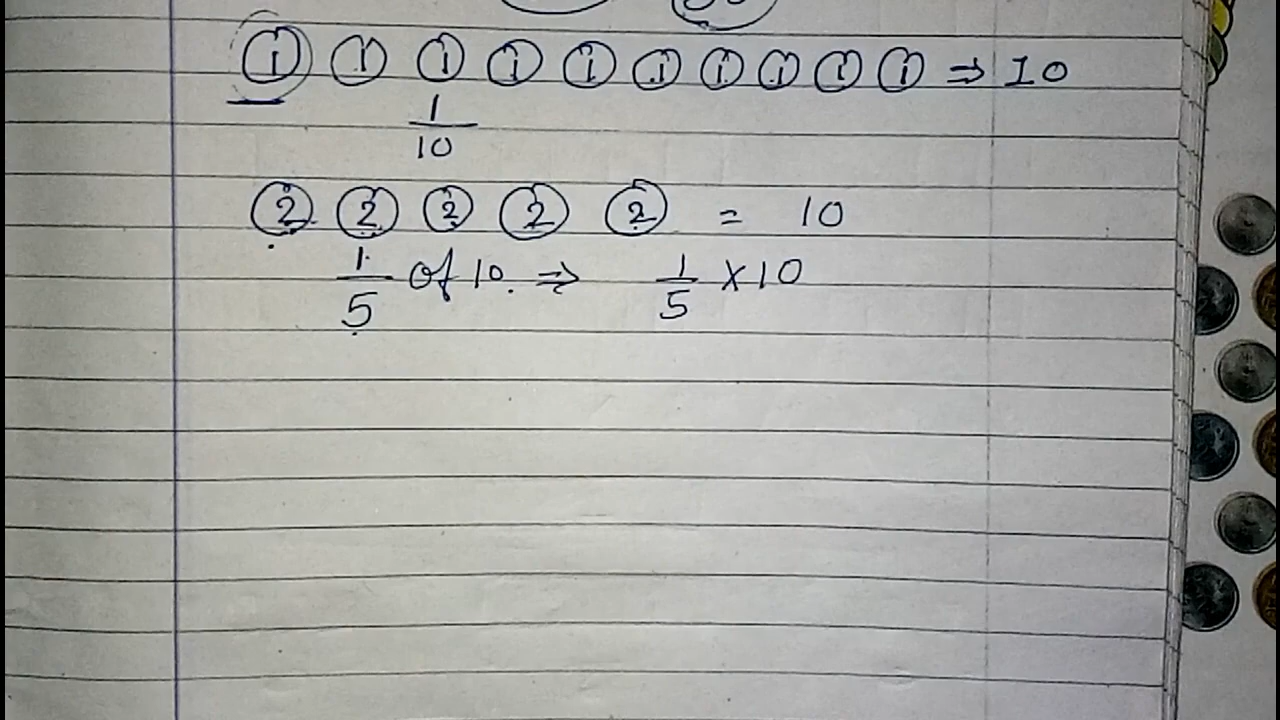 1 1 1 1 1 1 1 1 1 1 ⇒ 10
1/10
2 2 2 2 2 = 10
1/5 of 10. ⇒ 1/5 × 10